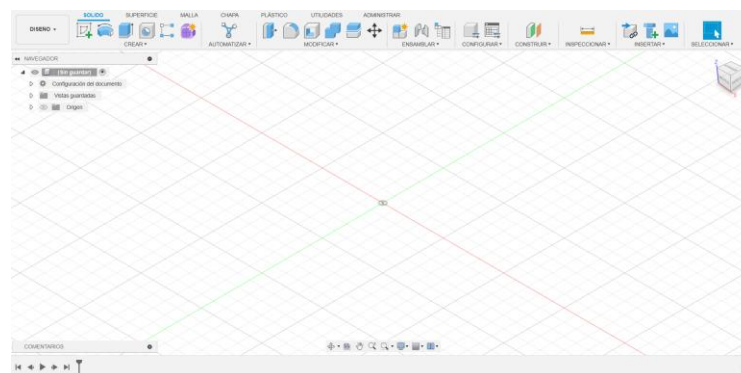 SÓLIDO SUPERFICIE MALLA CHAPA PLÁSTICO UTILIDADES ADMINISTRAR
DISEÑO
CREAR AUTOMATIZAR MODIFICAR ENSAMBLAR CONFIGURAR CONSTRUIR INSPECCIONAR INSERTAR SELECCIONAR
NAVEGADOR
(Sin guardar)
Configuración del documento
Vistas guardadas
Origen
COMENTARIOS